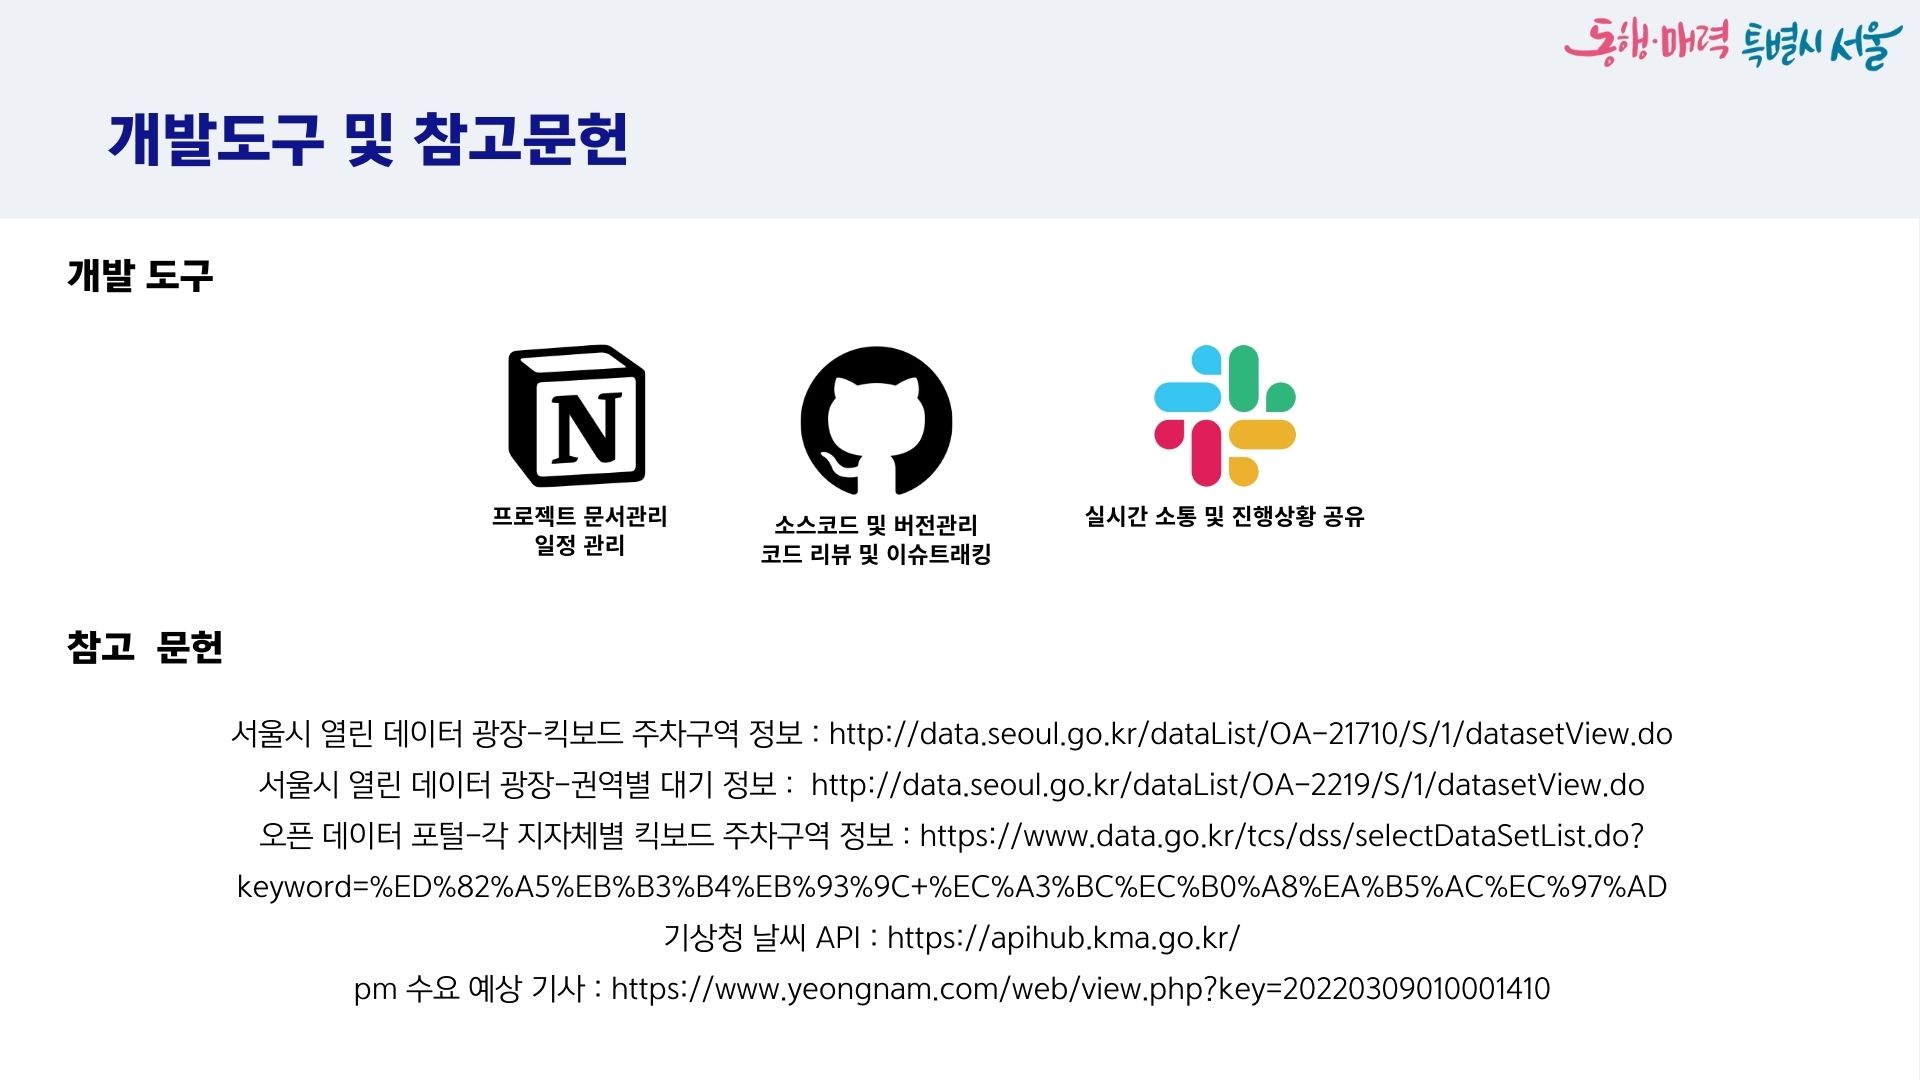 동행·매력 특별시 서울
개발도구 및 참고문헌
개발 도구
N
프로젝트 문서관리
일정 관리
소스코드 및 버전관리
코드 리뷰 및 이슈트래킹
실시간 소통 및 진행상황 공유
참고 문헌
서울시 열린 데이터 광장-킥보드 주차구역 정보 : http://data.seoul.go.kr/dataList/OA-21710/S/1/datasetView.do
서울시 열린 데이터 광장-권역별 대기 정보 : http://data.seoul.go.kr/dataList/OA-2219/S/1/datasetView.do
오픈 데이터 포털-각 지자체별 킥보드 주차구역 정보 : https://www.data.go.kr/tcs/dss/selectDataSetList.do?
keyword=%ED%82%A5%EB%B3%B4%EB%93%9C+%EC%A3%BC%EC%B0%A8%EA%B5%AC%EC%97%AD
기상청 날씨 API : https://apihub.kma.go.kr/
pm 수요 예상 기사 : https://www.yeongnam.com/web/view.php?key=20220309010001410